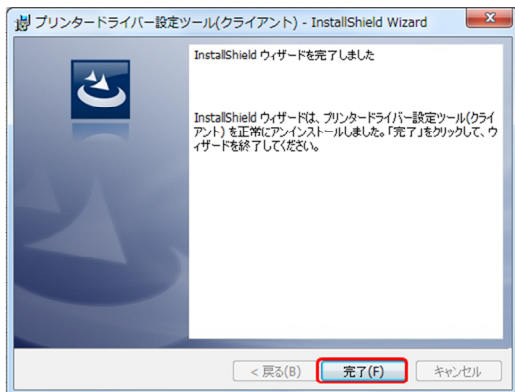 プリンタードライバー設定ツール(クライアント) - InstallShield Wizard
InstallShield ウィザードを完了しました
InstallShield ウィザードは、プリンタードライバー設定ツール(クライ
アント) を正常にアンインストールしました。「完了」をクリックして、ウ
ィザードを終了してください。
< 戻る(B)
完了(F)
キャンセル